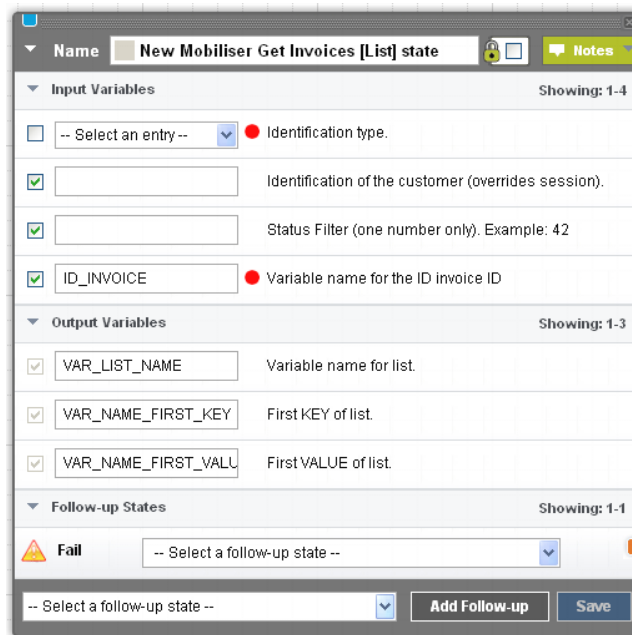 Name New Mobiliser Get Invoices [List] state Notes
Input Variables Showing: 1-4
-- Select an entry -- Identification type.
Identification of the customer (overrides session).
Status Filter (one number only). Example: 42
ID_INVOICE Variable name for the ID invoice ID
Output Variables Showing: 1-3
VAR_LIST_NAME Variable name for list.
VAR_NAME_FIRST_KEY First KEY of list.
VAR_NAME_FIRST_VALU First VALUE of list.
Follow-up States Showing: 1-1
Fail -- Select a follow-up state --
-- Select a follow-up state -- Add Follow-up Save